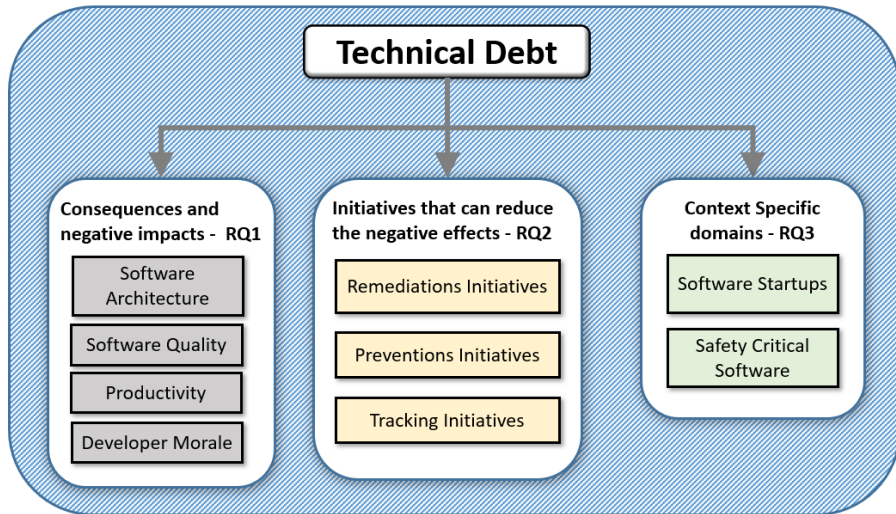 Technical Debt
Consequences and
negative impacts - RQ1
Software
Architecture
Software Quality
Productivity
Developer Morale
Initiatives that can reduce
the negative effects - RQ2
Remediations Initiatives
Preventions Initiatives
Tracking Initiatives
Context Specific
domains - RQ3
Software Startups
Safety Critical
Software